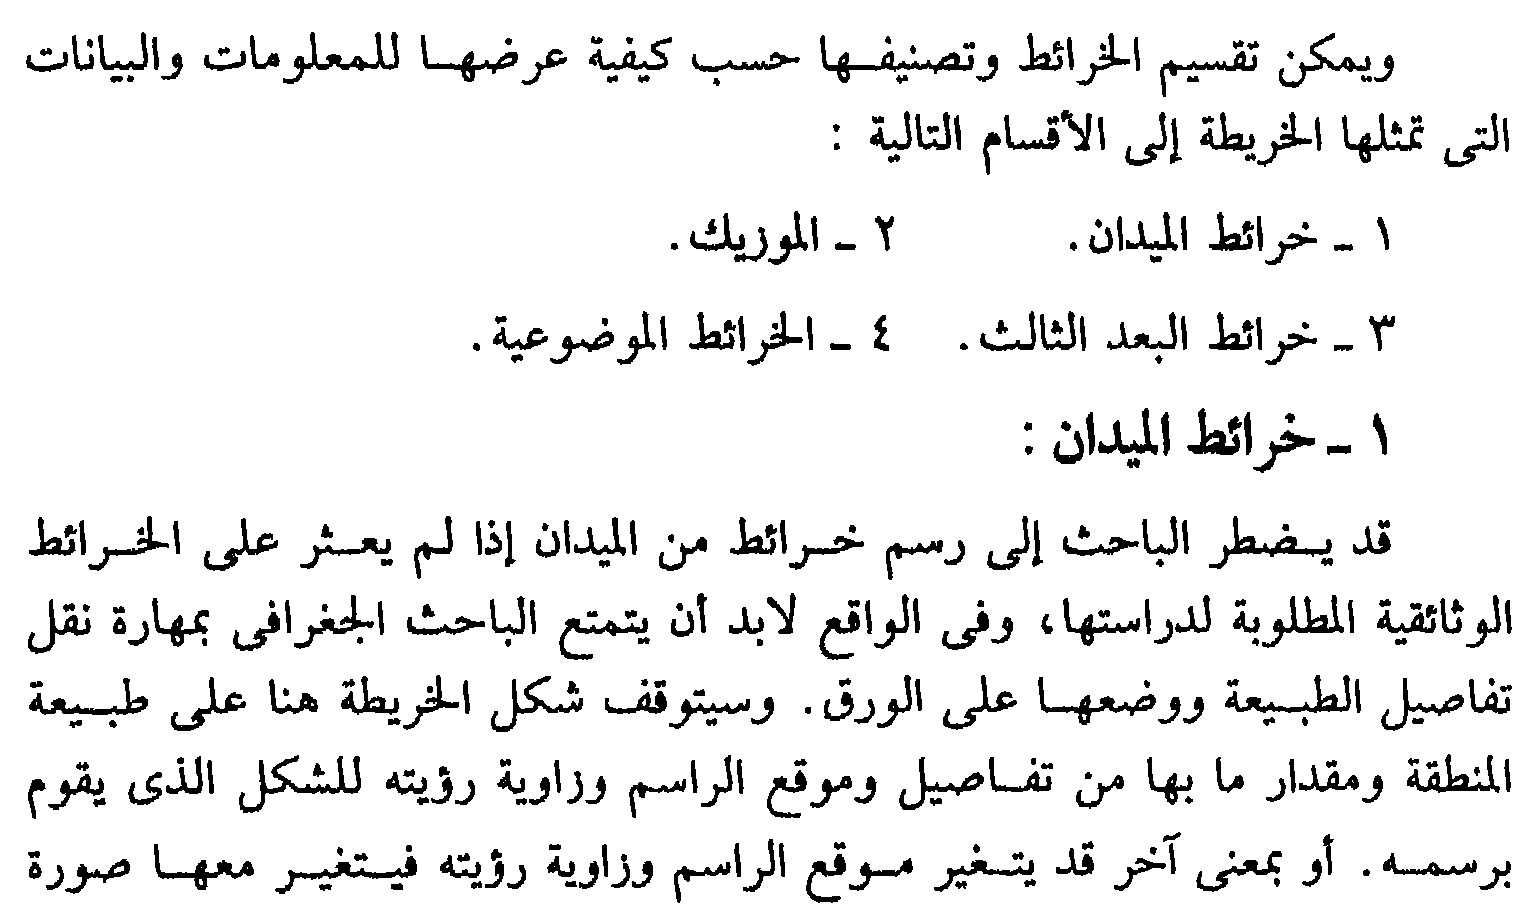 ويمكن تقسيم الخرائط وتصنيفها حسب كيفية عرضها للمعلومات والبيانات
التى تمثلها الخريطة إلى الأقسام التالية :
١ ـ خرائط الميدان. ٢ ـ الموزيك.
٣ ـ خرائط البعد الثالث. ٤ ـ الخرائط الموضوعية.
١ ـ خرائط الميدان :
قد يضطر الباحث إلى رسم خرائط من الميدان إذا لم يعثر على الخرائط
الوثائقية المطلوبة لدراستها، وفى الواقع لابد أن يتمتع الباحث الجغرافى بمهارة نقل
تفاصيل الطبيعة ووضعها على الورق. وسيتوقف شكل الخريطة هنا على طبيعة
المنطقة ومقدار ما بها من تفاصيل وموقع الراسم وزاوية رؤيته للشكل الذى يقوم
برسمه. أو بمعنى آخر قد يتغير موقع الراسم وزاوية رؤيته فيتغير معها صورة